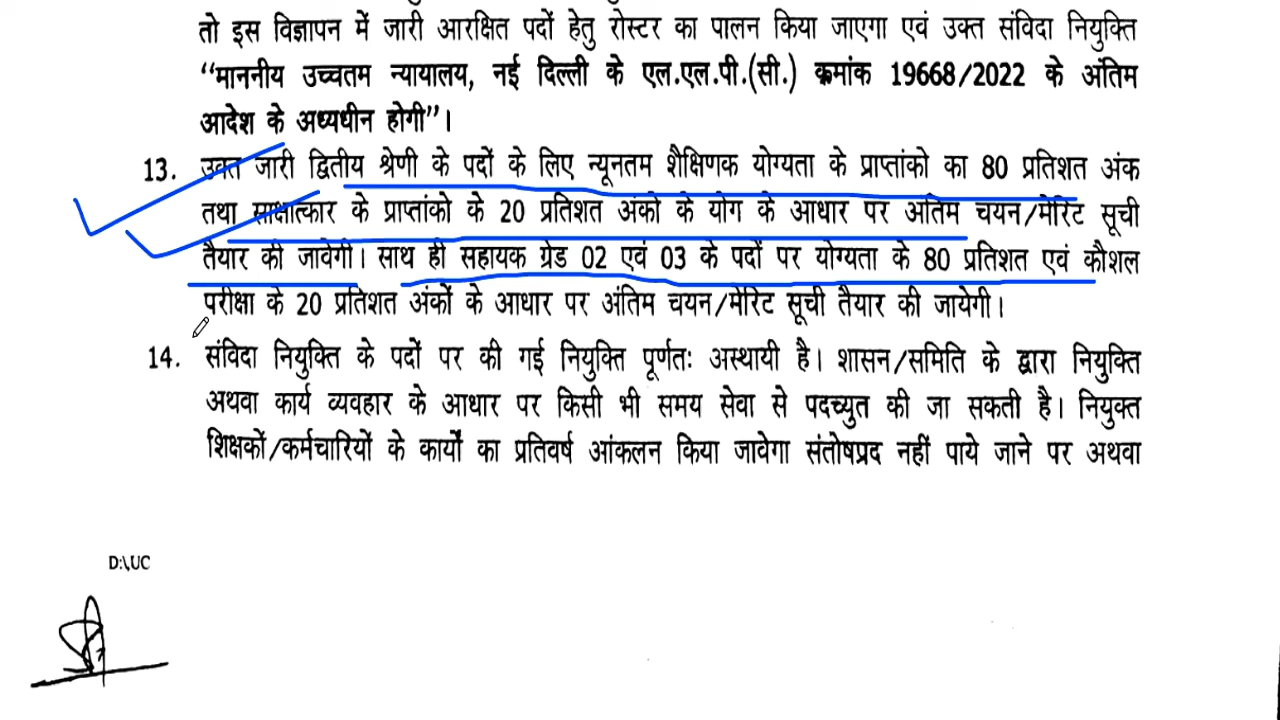 तो इस विज्ञापन में जारी आरक्षित पदों हेतु रोस्टर का पालन किया जाएगा एवं उक्त संविदा नियुक्ति
“माननीय उच्चतम न्यायालय, नई दिल्ली के एल.एल.पी.(सी.) क्रमांक 19668/2022 के अंतिम
आदेश के अध्यधीन होगी”।
13. उक्त जारी द्वितीय श्रेणी के पदों के लिए न्यूनतम शैक्षिणक योग्यता के प्राप्तांको का 80 प्रतिशत अंक
तथा साक्षात्कार के प्राप्तांको के 20 प्रतिशत अंको के योग के आधार पर अंतिम चयन/मेरिट सूची
तैयार की जावेगी। साथ ही सहायक ग्रेड 02 एवं 03 के पदों पर योग्यता के 80 प्रतिशत एवं कौशल
परीक्षा के 20 प्रतिशत अंकों के आधार पर अंतिम चयन/मेरिट सूची तैयार की जायेगी।
14. संविदा नियुक्ति के पदों पर की गई नियुक्ति पूर्णतः अस्थायी है। शासन/समिति के द्वारा नियुक्ति
अथवा कार्य व्यवहार के आधार पर किसी भी समय सेवा से पदच्युत की जा सकती है। नियुक्त
शिक्षकों/कर्मचारियों के कार्यों का प्रतिवर्ष आंकलन किया जावेगा संतोषप्रद नहीं पाये जाने पर अथवा
D:\UC